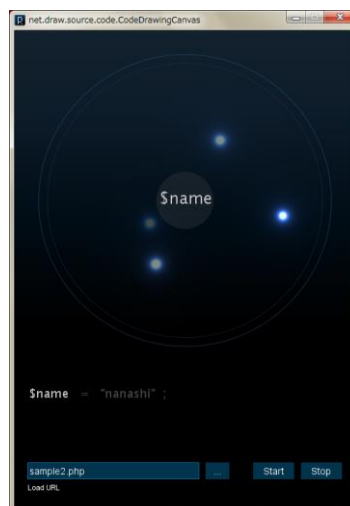 net.draw.source.code.CodeDrawingCanvas
$name
$name = "nanashi" ;
sample2.php ... Start Stop
Load URL